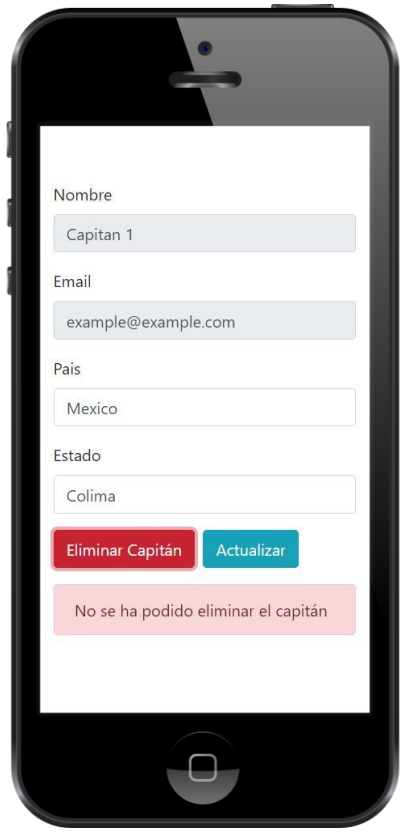 Nombre
Capitan 1
Email
example@example.com
Pais
Mexico
Estado
Colima
Eliminar Capitán
Actualizar
No se ha podido eliminar el capitán